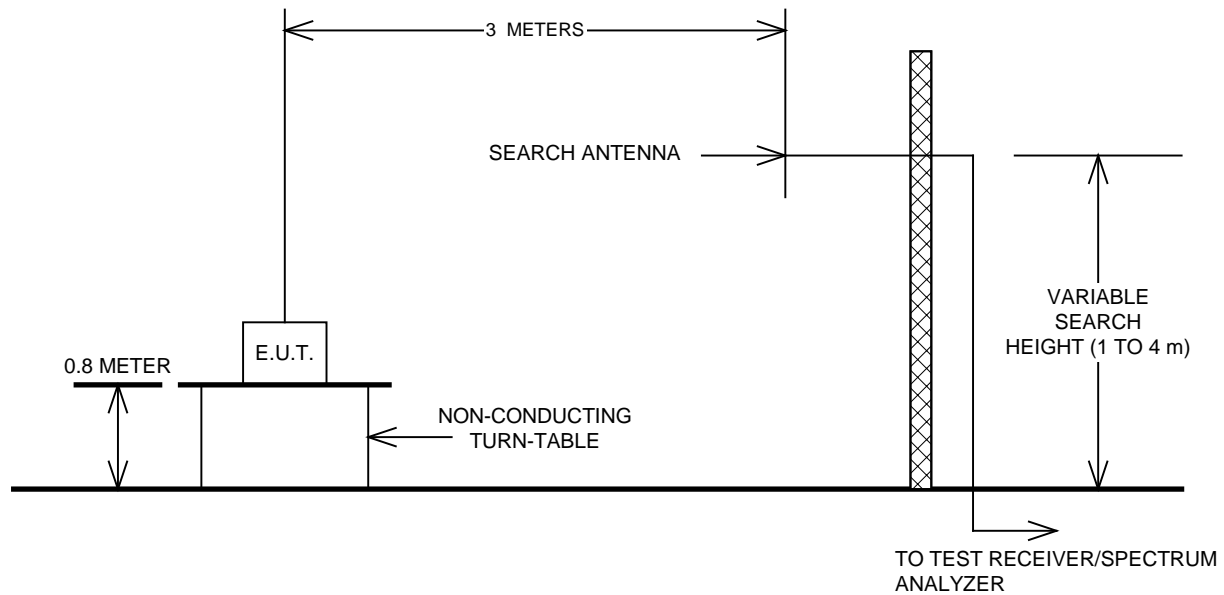 3 METERS
SEARCH ANTENNA
VARIABLE
SEARCH
HEIGHT (1 TO 4 m)
E.U.T.
0.8 METER
NON-CONDUCTING
TURN-TABLE
TO TEST RECEIVER/SPECTRUM
ANALYZER